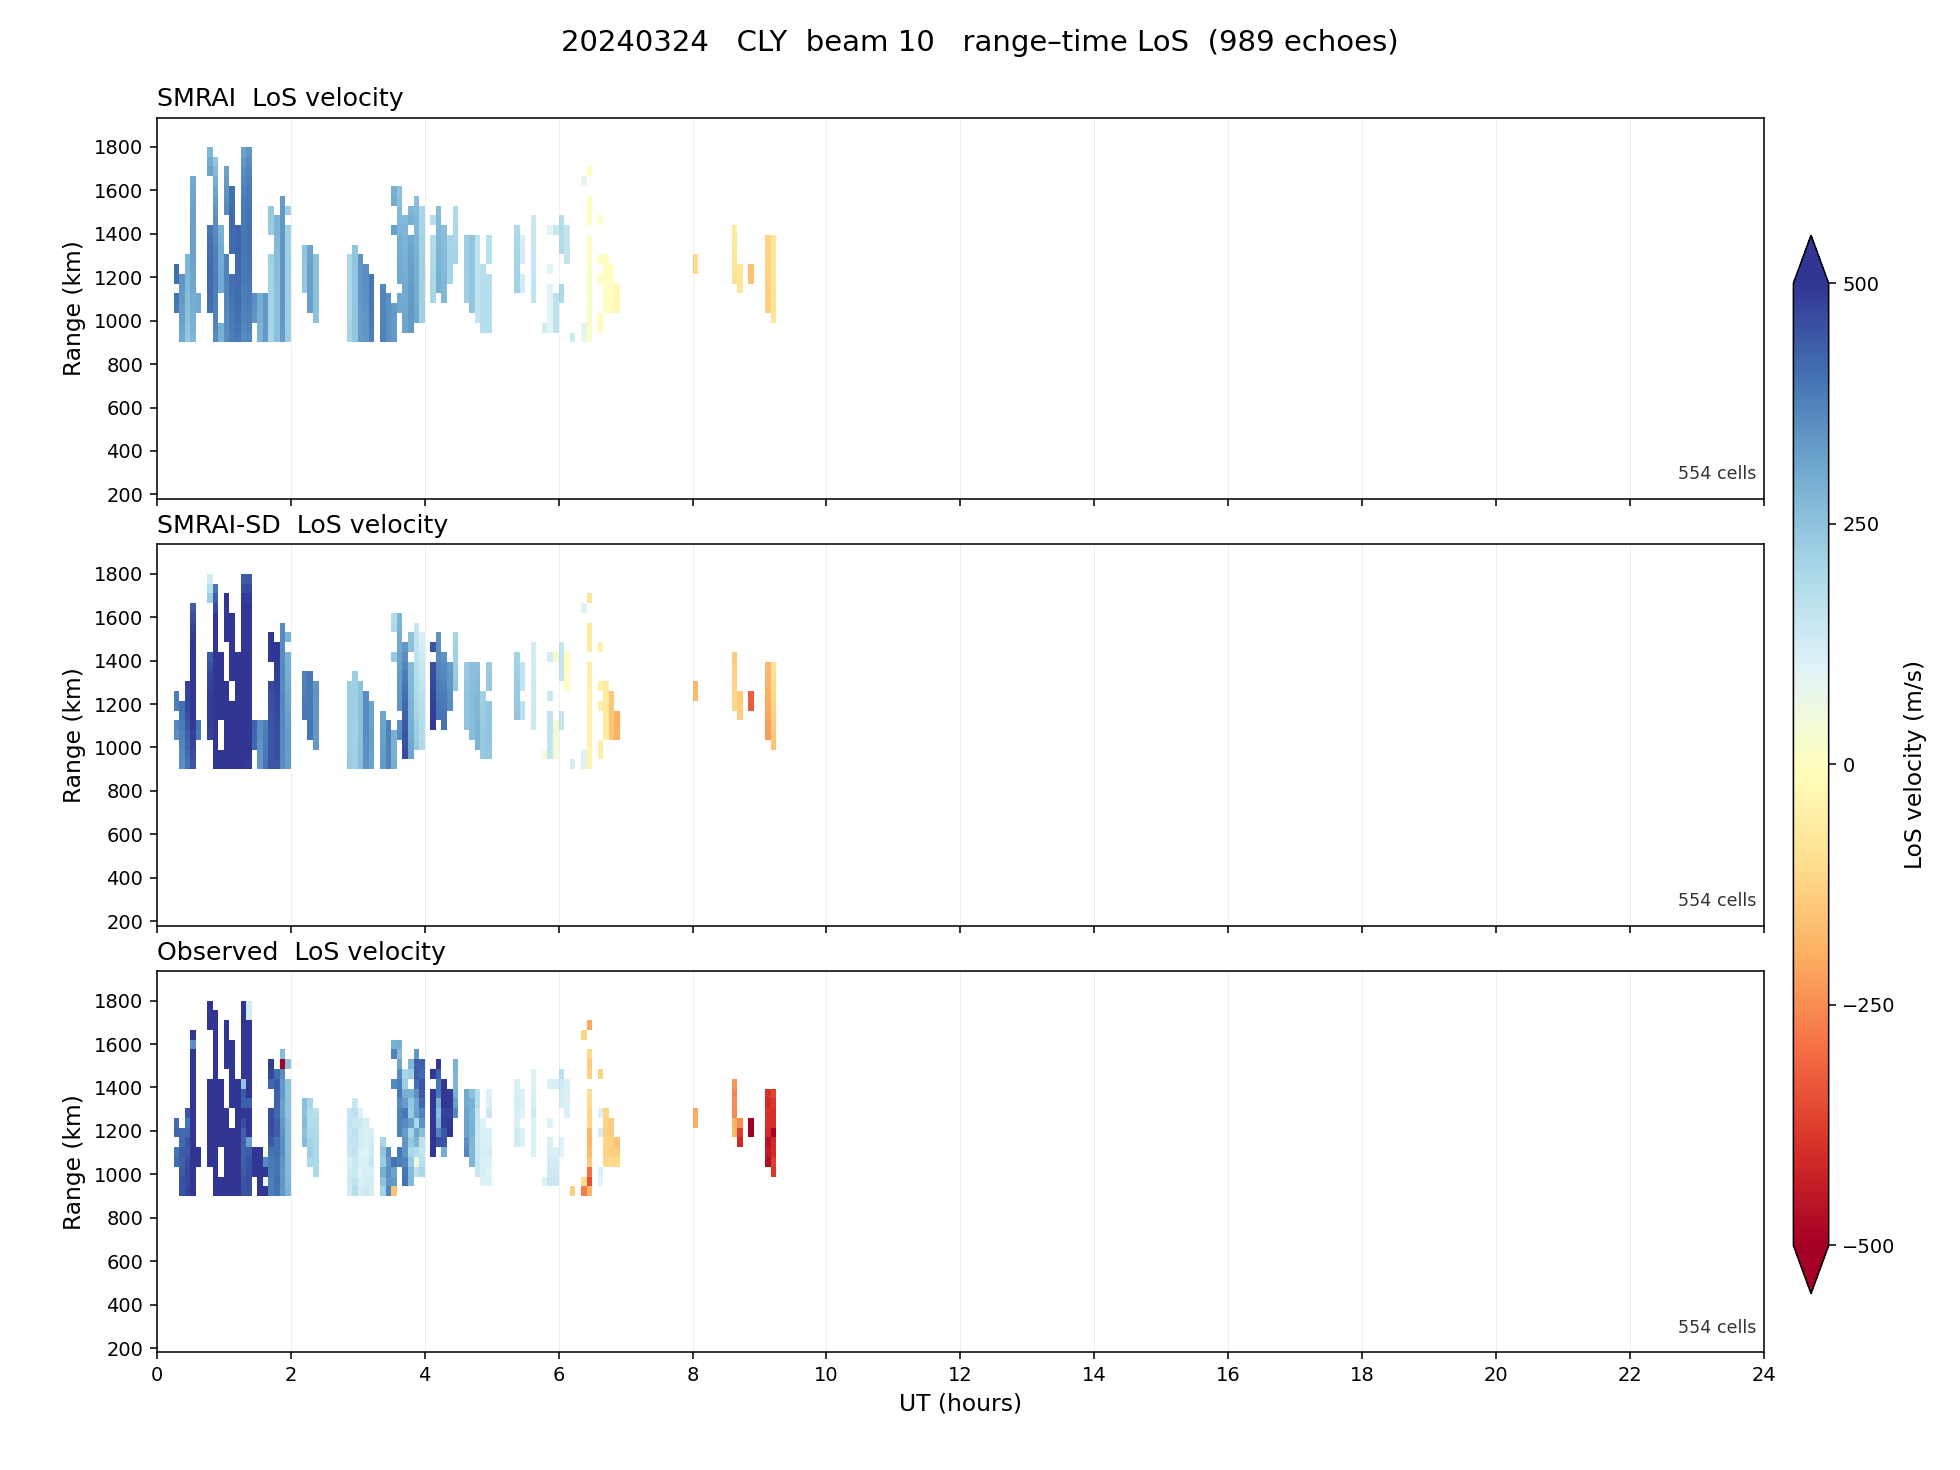 20240324   CLY  beam 10   range–time LoS  (989 echoes)
SMRAI  LoS velocity
1800
1600
1400
1200
1000
800
600
400
200
Range (km)
554 cells
SMRAI-SD  LoS velocity
1800
1600
1400
1200
1000
800
600
400
200
Range (km)
554 cells
Observed  LoS velocity
1800
1600
1400
1200
1000
800
600
400
200
Range (km)
554 cells
0 2 4 6 8 10 12 14 16 18 20 22 24
UT (hours)
500
250
0
−250
−500
LoS velocity (m/s)